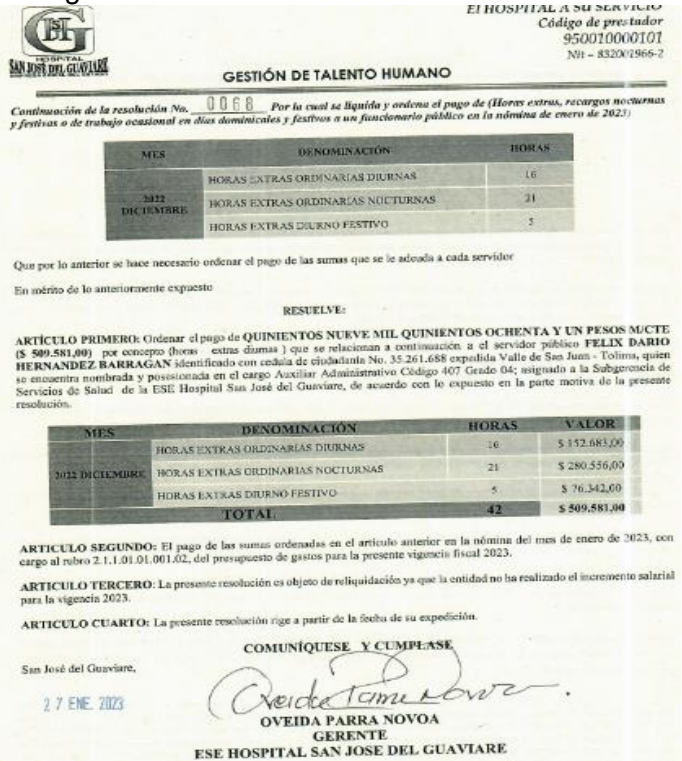 El HOSPITAL A SU SERVICIO
Código de prestador
950010000101
Nit – 832001966-2
HOSPITAL
SAN JOSÉ DEL GUAVIARE
GESTIÓN DE TALENTO HUMANO
Continuación de la resolución No. 0068 Por la cual se liquida y ordena el pago de (Horas extras, recargos nocturnas
y festivas o de trabajo ocasional en días dominicales y festivos a un funcionario público en la nómina de enero de 2023)
MES DENOMINACIÓN HORAS
2022 DICIEMBRE
HORAS EXTRAS ORDINARIAS DIURNAS 16
HORAS EXTRAS ORDINARIAS NOCTURNAS 21
HORAS EXTRAS DIURNO FESTIVO 5
Que por lo anterior se hace necesario ordenar el pago de las sumas que se le adeuda a cada servidor
En mérito de lo anteriormente expuesto
RESUELVE:
ARTÍCULO PRIMERO: Ordenar el pago de QUINIENTOS NUEVE MIL QUINIENTOS OCHENTA Y UN PESOS M/CTE
($ 509.581,00) por concepto (horas extras diurnas ) que se relacionan a continuación a el servidor público FELIX DARIO
HERNANDEZ BARRAGAN identificado con cedula de ciudadanía No. 35.261.688 expedida Valle de San Juan - Tolima, quien
se encuentra nombrada y posesionada en el cargo Auxiliar Administrativo Código 407 Grado 04; asignado a la Subgerencia de
Servicios de Salud de la ESE Hospital San José del Guaviare, de acuerdo con lo expuesto en la parte motiva de la presente
resolución.
MES DENOMINACIÓN HORAS VALOR
2022 DICIEMBRE
HORAS EXTRAS ORDINARIAS DIURNAS 16 $ 152.683,00
HORAS EXTRAS ORDINARIAS NOCTURNAS 21 $ 280.556,00
HORAS EXTRAS DIURNO FESTIVO 5 $ 76.342,00
TOTAL 42 $ 509.581,00
ARTICULO SEGUNDO: El pago de las sumas ordenadas en el artículo anterior en la nómina del mes de enero de 2023, con
cargo al rubro 2.1.1.01.01.001.02, del presupuesto de gastos para la presente vigencia fiscal 2023.
ARTICULO TERCERO: La presente resolución es objeto de reliquidación ya que la entidad no ha realizado el incremento salarial
para la vigencia 2023.
ARTICULO CUARTO: La presente resolución rige a partir de la fecha de su expedición.
COMUNÍQUESE Y CUMPLASE
San José del Guaviare,
27 ENE. 2023
OVEIDA PARRA NOVOA
GERENTE
ESE HOSPITAL SAN JOSE DEL GUAVIARE